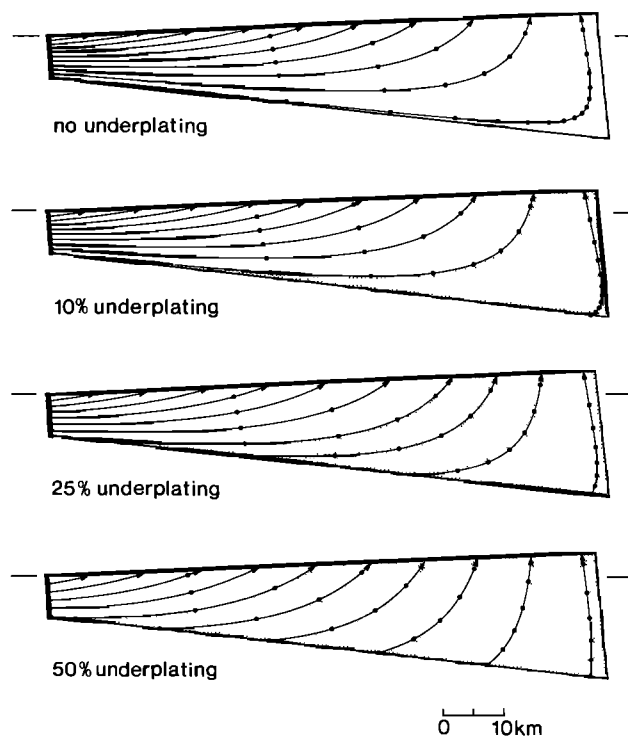 no underplating
10% underplating
25% underplating
50% underplating
0 10km